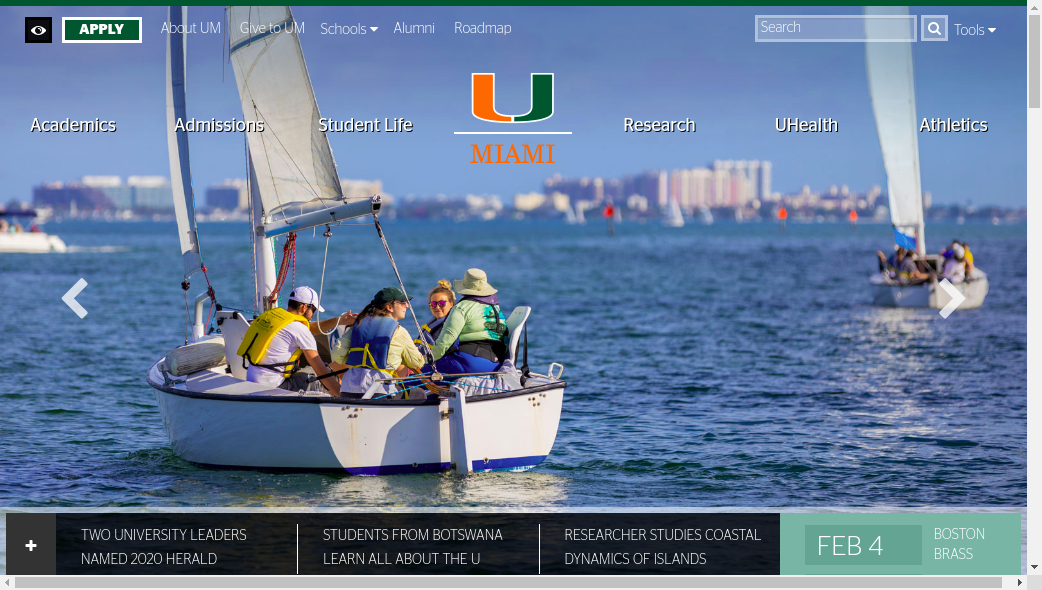 APPLY About UM Give to UM Schools Alumni Roadmap Search Tools
U
Academics Admissions Student Life Research UHealth Athletics
MIAMI
TWO UNIVERSITY LEADERS
NAMED 2020 HERALD
STUDENTS FROM BOTSWANA
LEARN ALL ABOUT THE U
RESEARCHER STUDIES COASTAL
DYNAMICS OF ISLANDS
FEB 4
BOSTON
BRASS